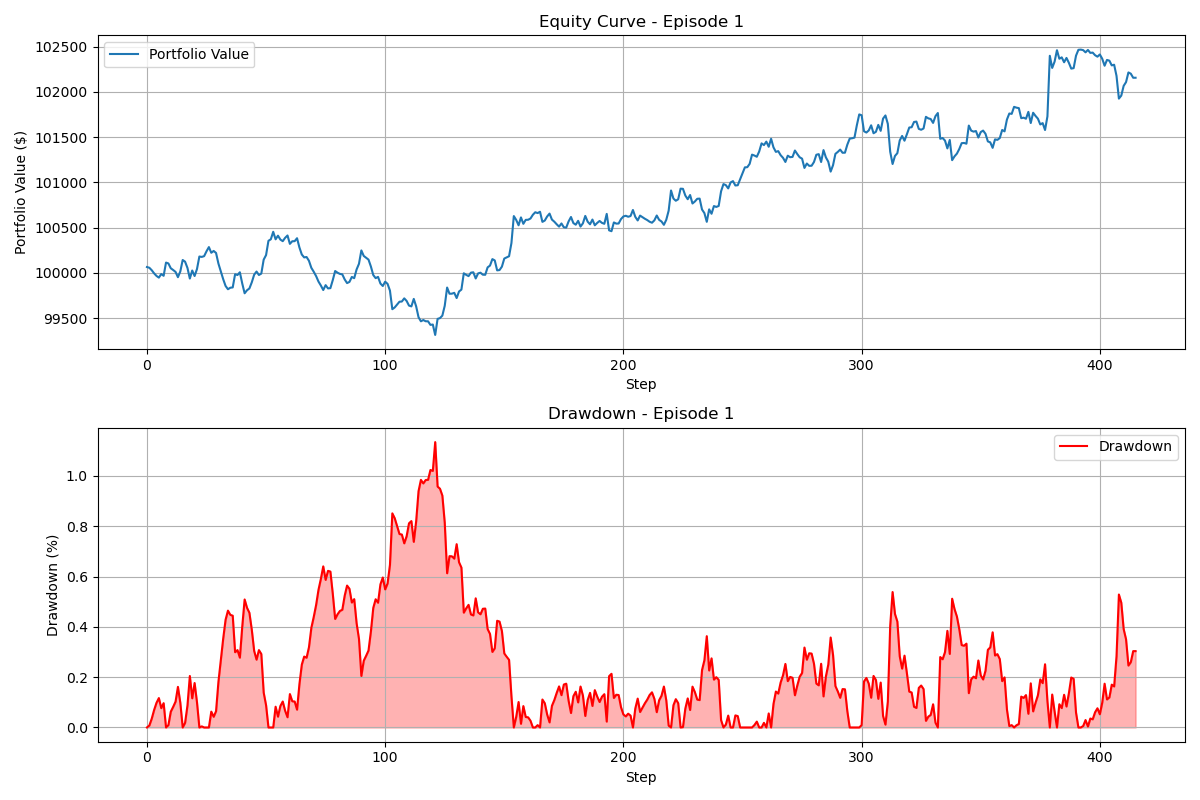 Equity Curve - Episode 1
Portfolio Value ($)
102500
102000
101500
101000
100500
100000
99500
Portfolio Value
0 100 200 300 400
Step
Drawdown - Episode 1
Drawdown (%)
1.0
0.8
0.6
0.4
0.2
0.0
Drawdown
0 100 200 300 400
Step